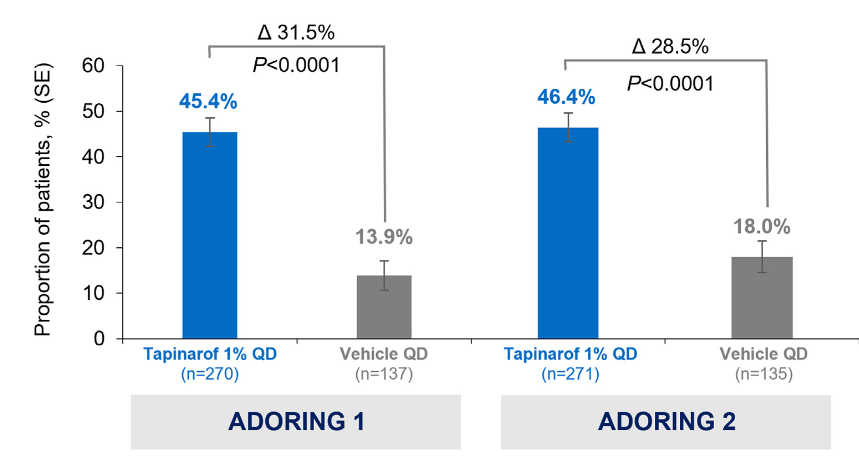 Δ 31.5%
P<0.0001
Δ 28.5%
P<0.0001
Proportion of patients, % (SE)
60
50
40
30
20
10
0
45.4%
13.9%
46.4%
18.0%
Tapinarof 1% QD
(n=270)
Vehicle QD
(n=137)
Tapinarof 1% QD
(n=271)
Vehicle QD
(n=135)
ADORING 1
ADORING 2